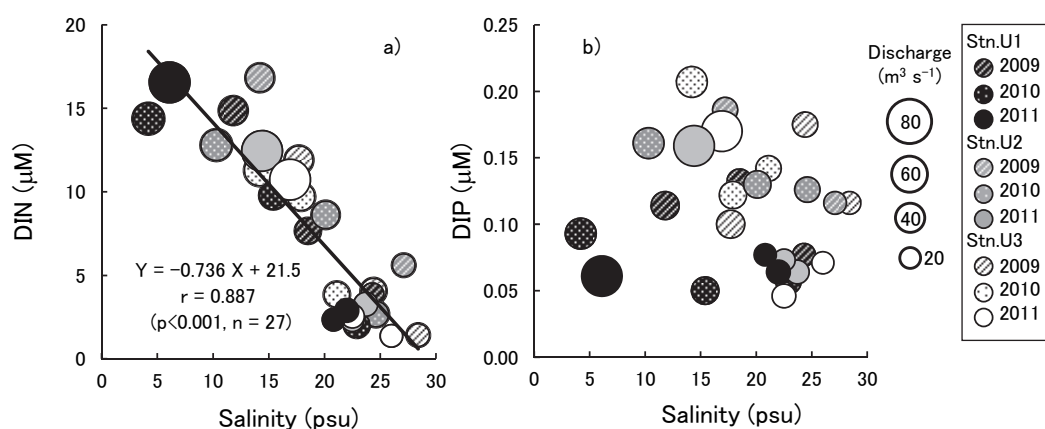 a)
20
15
10
5
0
DIN (μM)
Y = −0.736 X + 21.5
r = 0.887
(p<0.001, n = 27)
0 5 10 15 20 25 30
Salinity (psu)
b)
0.25
0.20
0.15
0.10
0.05
0.00
DIP (μM)
0 5 10 15 20 25 30
Salinity (psu)
Discharge
(m³ s⁻¹)
80
60
40
20
Stn.U1
2009
2010
2011
Stn.U2
2009
2010
2011
Stn.U3
2009
2010
2011